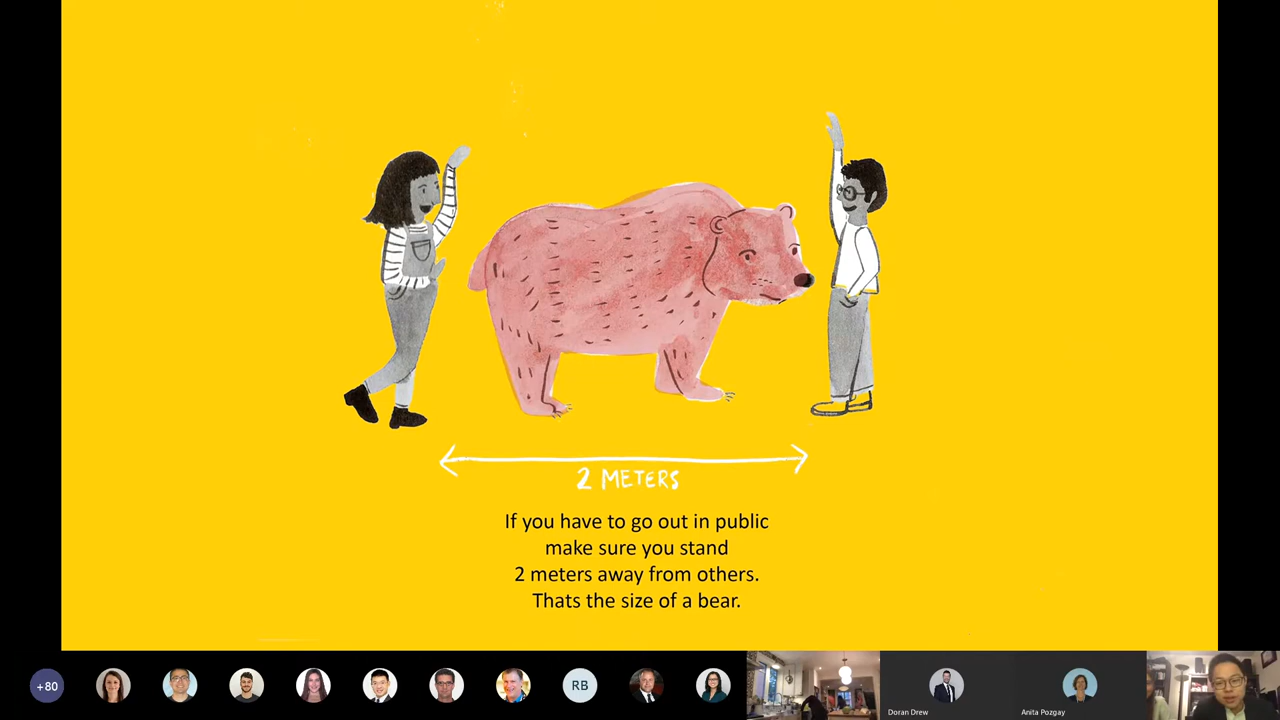 2 METERS
If you have to go out in public
make sure you stand
2 meters away from others.
Thats the size of a bear.
+80
RB
Doran Drew
Anita Pozgay